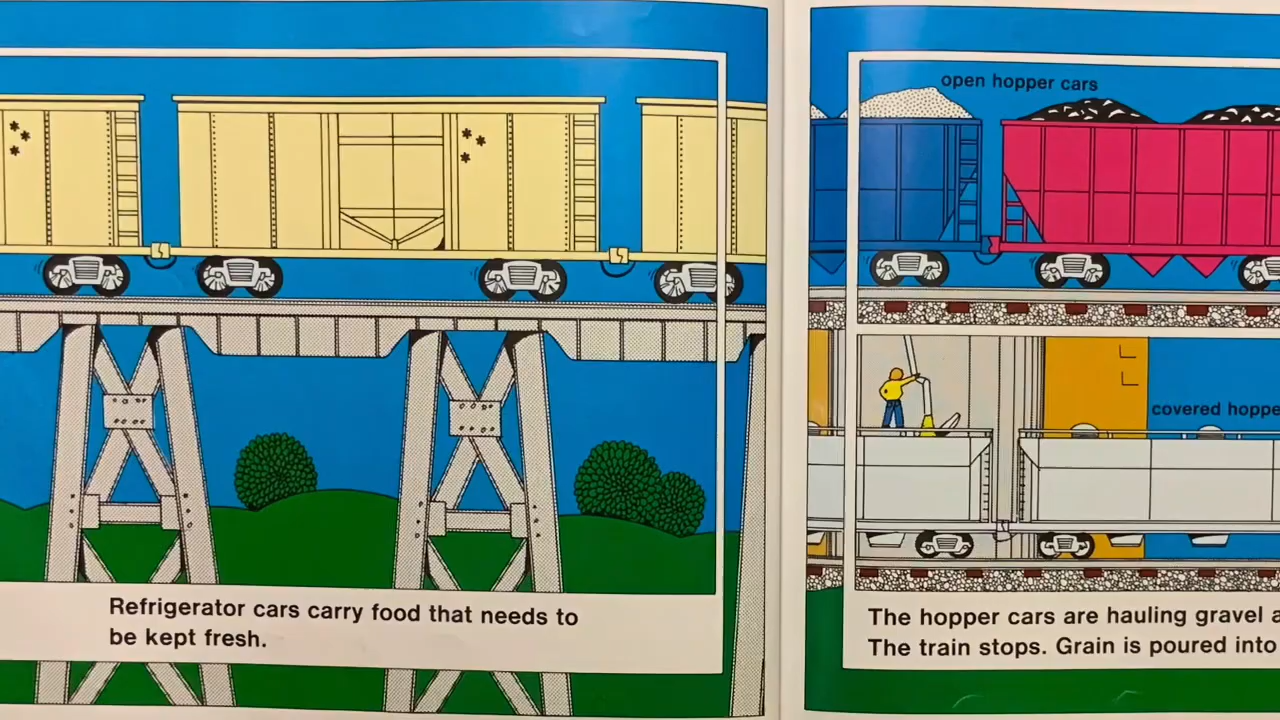 Refrigerator cars carry food that needs to
be kept fresh.
open hopper cars
covered hoppe
The hopper cars are hauling gravel a
The train stops. Grain is poured into